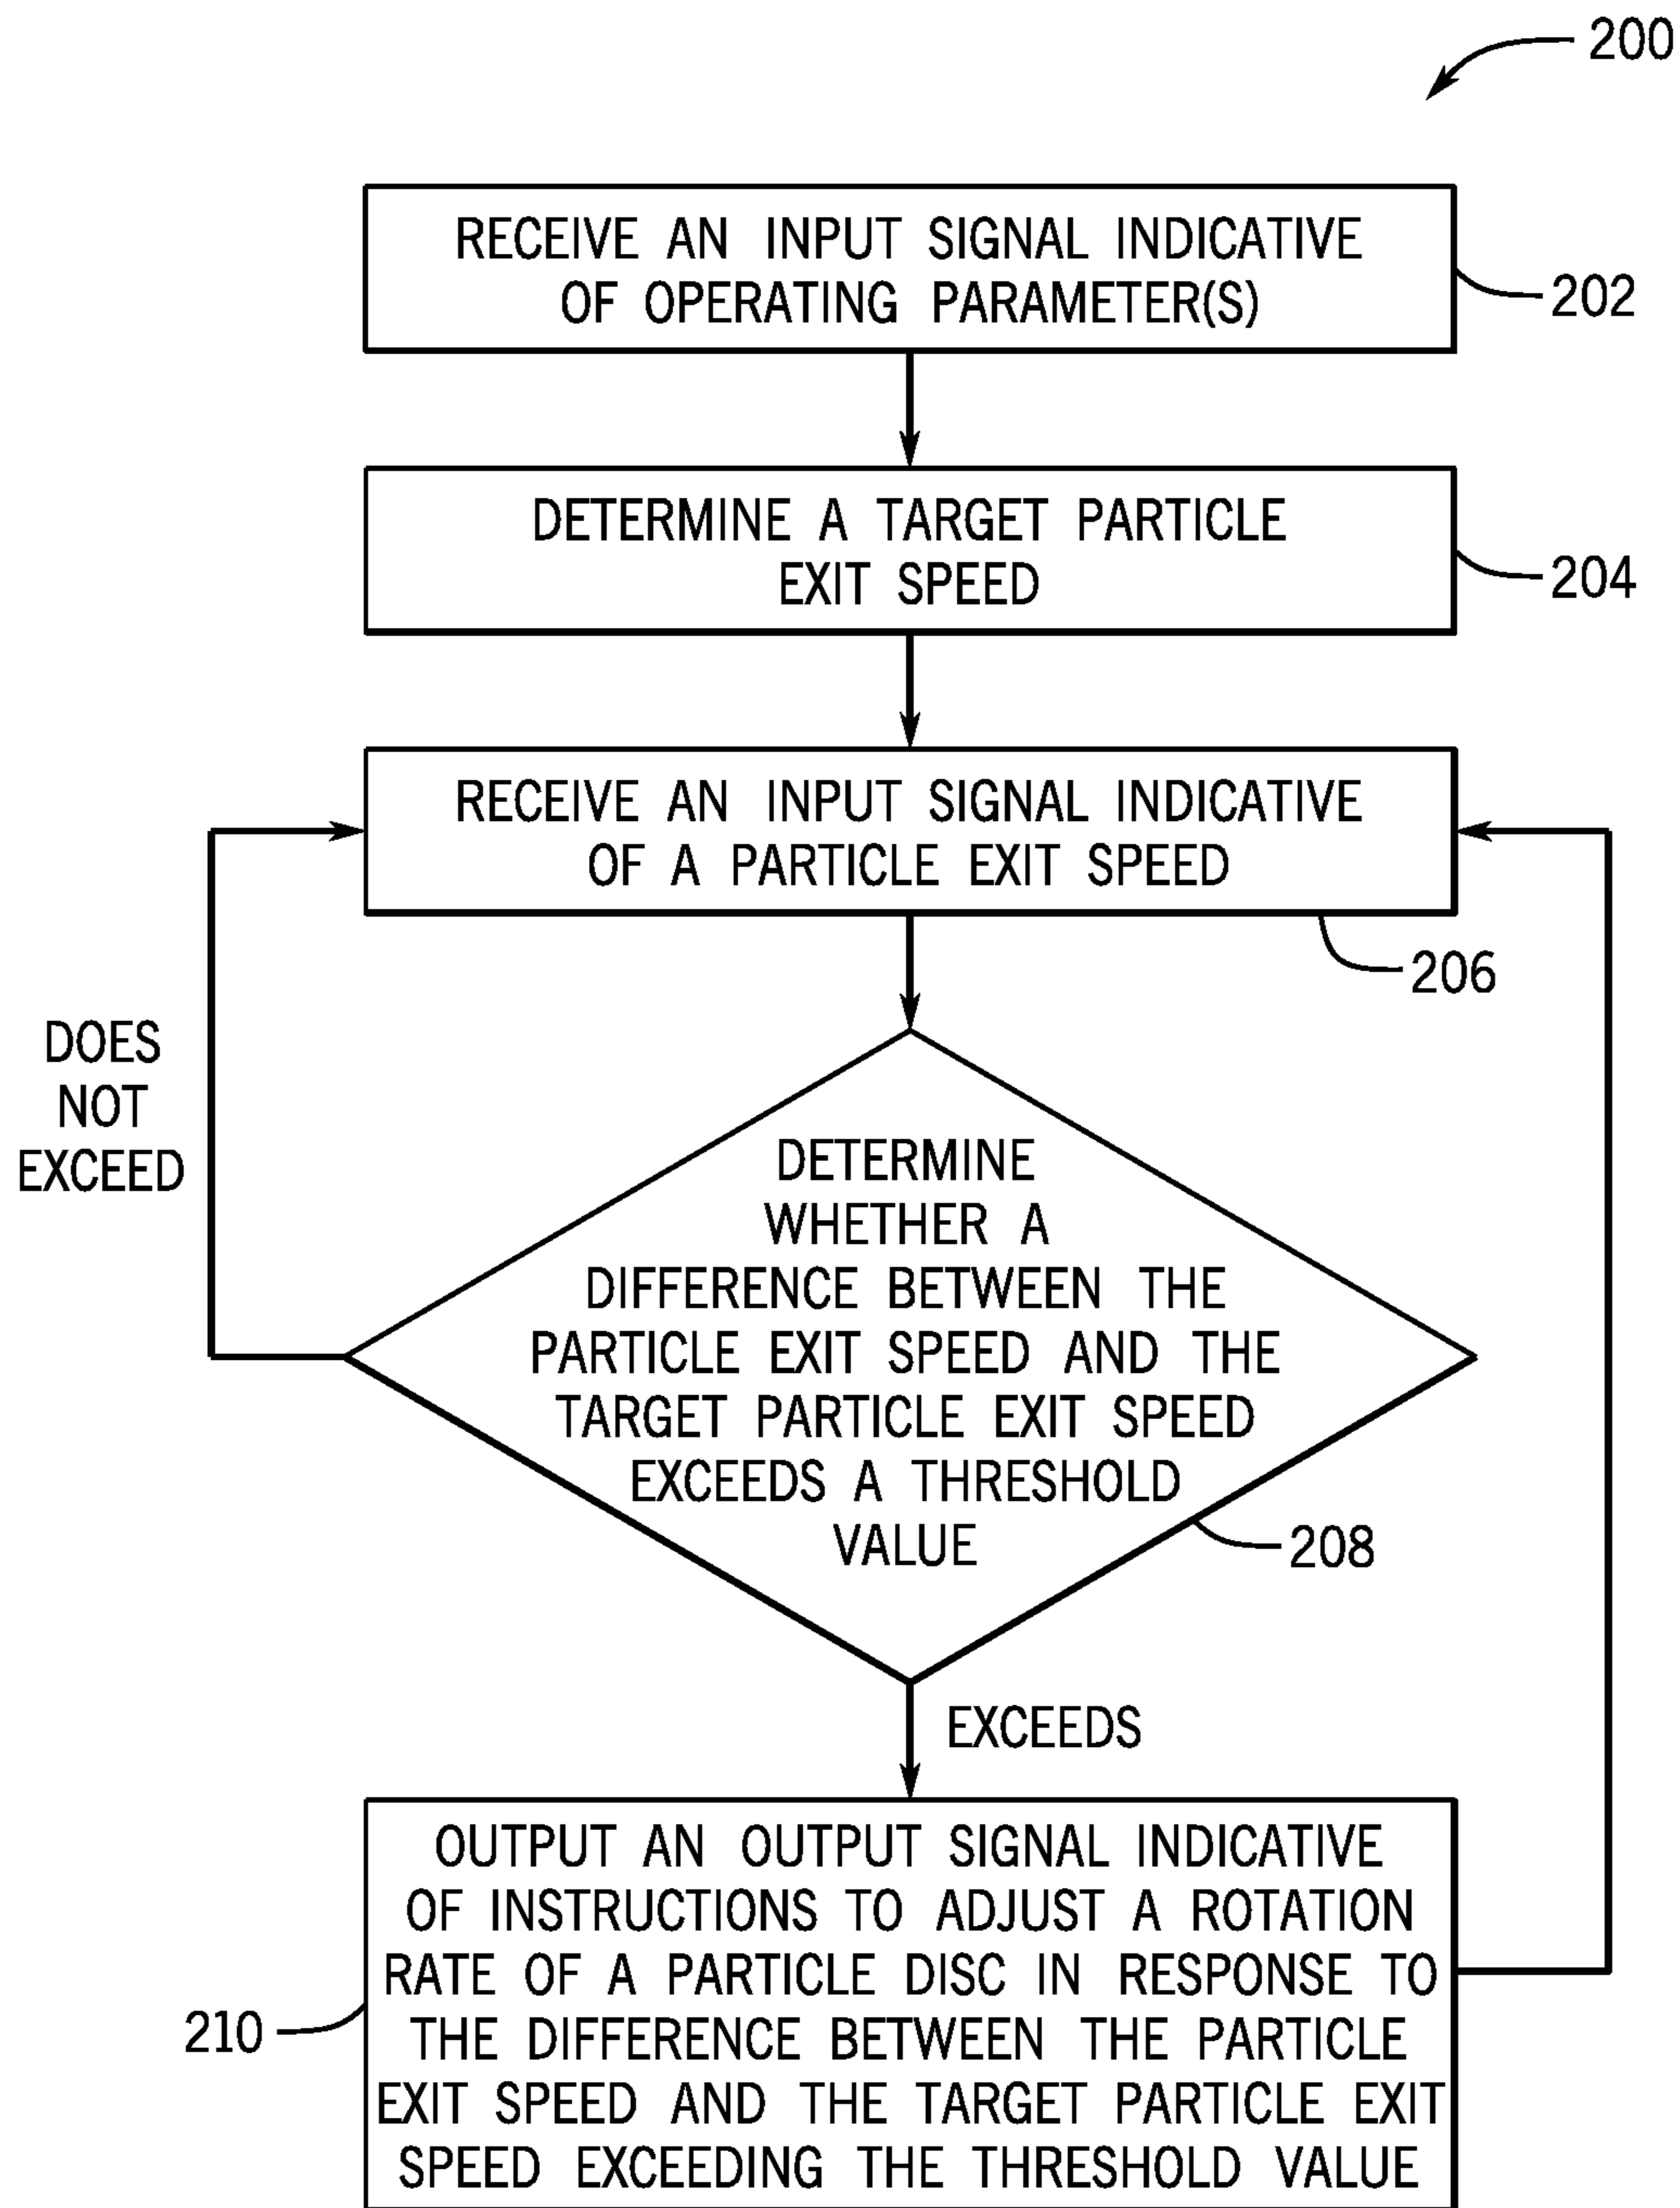 200
RECEIVE AN INPUT SIGNAL INDICATIVE
OF OPERATING PARAMETER(S)
202
DETERMINE A TARGET PARTICLE
EXIT SPEED
204
RECEIVE AN INPUT SIGNAL INDICATIVE
OF A PARTICLE EXIT SPEED
206
DOES
NOT
EXCEED
DETERMINE
WHETHER A
DIFFERENCE BETWEEN THE
PARTICLE EXIT SPEED AND THE
TARGET PARTICLE EXIT SPEED
EXCEEDS A THRESHOLD
VALUE
208
EXCEEDS
OUTPUT AN OUTPUT SIGNAL INDICATIVE
OF INSTRUCTIONS TO ADJUST A ROTATION
RATE OF A PARTICLE DISC IN RESPONSE TO
THE DIFFERENCE BETWEEN THE PARTICLE
EXIT SPEED AND THE TARGET PARTICLE EXIT
SPEED EXCEEDING THE THRESHOLD VALUE
210